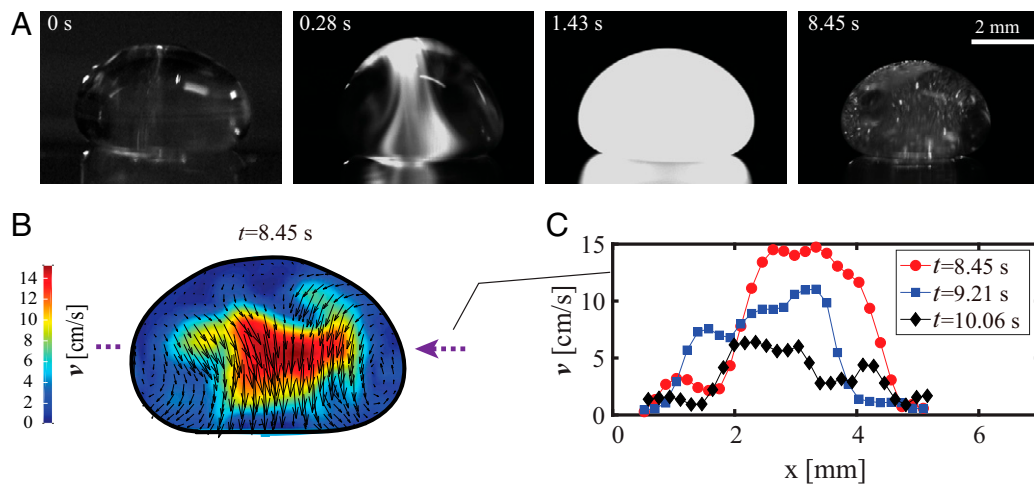 A
0 s
0.28 s
1.43 s
8.45 s
2 mm
B
t=8.45 s
14
12
10
8
6
4
2
0
v [cm/s]
C
15
10
5
0
v [cm/s]
t=8.45 s
t=9.21 s
t=10.06 s
0
2
4
6
x [mm]